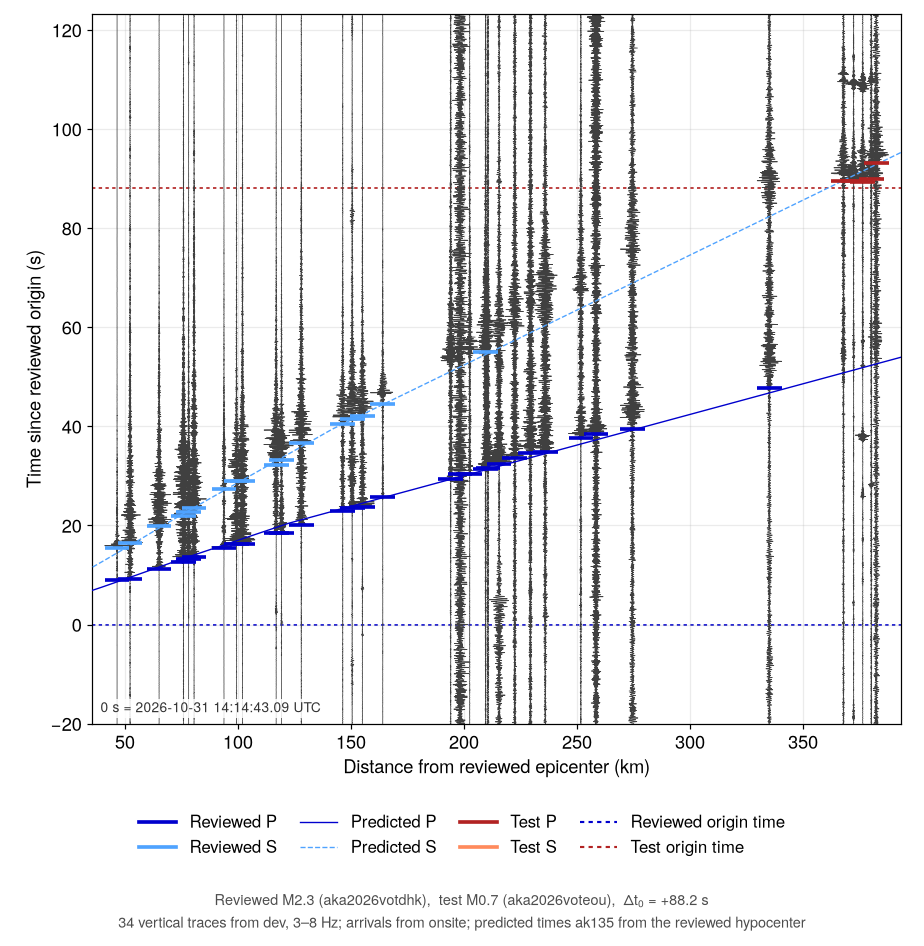 120
100
80
60
40
20
0
−20
Time since reviewed origin (s)
0 s = 2026-10-31 14:14:43.09 UTC
50 100 150 200 250 300 350
Distance from reviewed epicenter (km)
Reviewed P Predicted P Test P Reviewed origin time
Reviewed S Predicted S Test S Test origin time
Reviewed M2.3 (aka2026votdhk), test M0.7 (aka2026voteou), Δt₀ = +88.2 s
34 vertical traces from dev, 3–8 Hz; arrivals from onsite; predicted times ak135 from the reviewed hypocenter